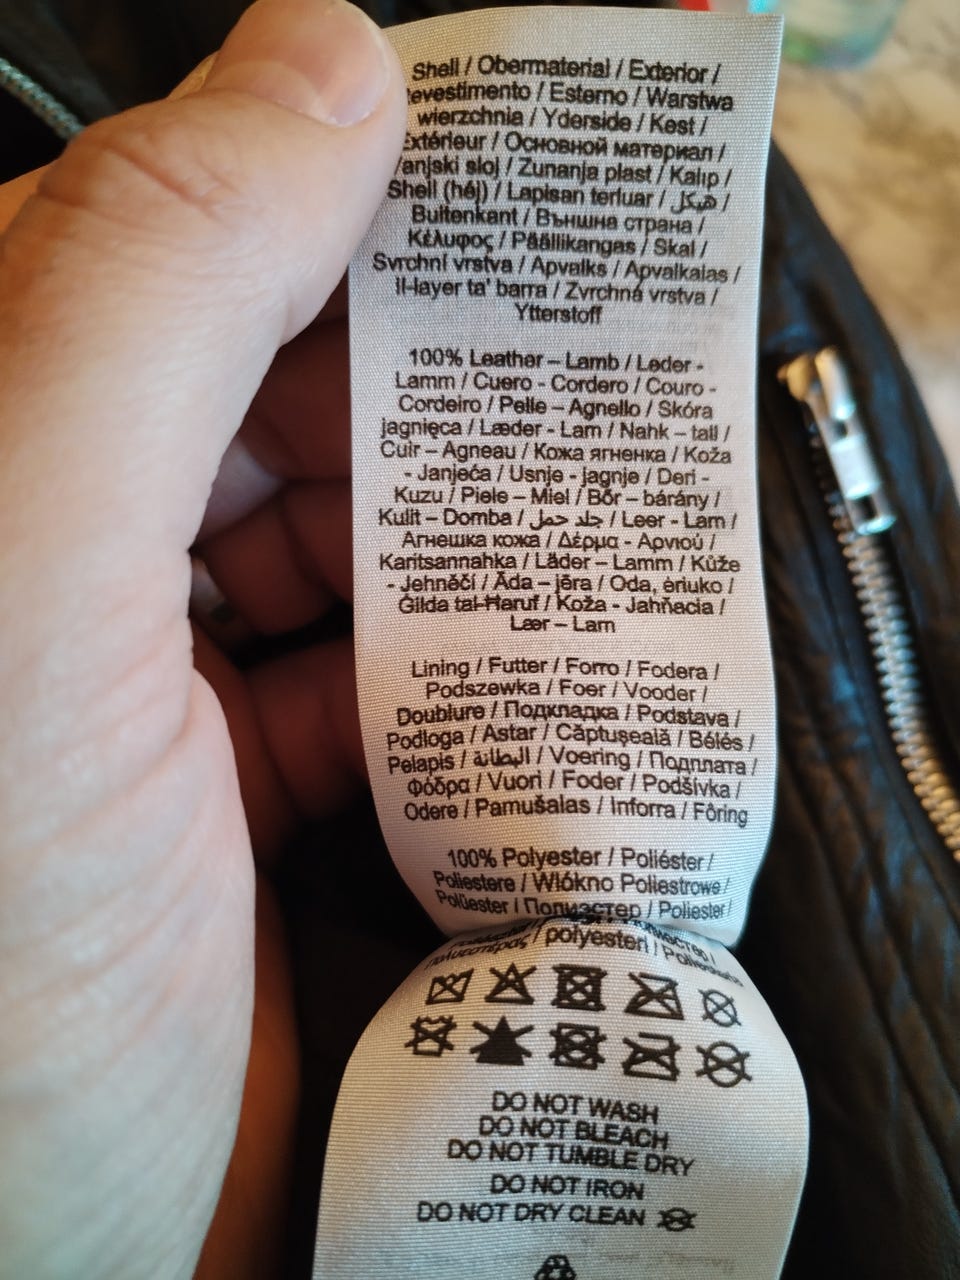 Shell / Obermaterial / Exterior /
evestimento / Esterno / Warstwa
wierzchnia / Yderside / Kest /
Extérieur / Основной материал /
anjski sloj / Zunanja plast / Kalıp /
Shell (héj) / Lapisan terluar / هيكل /
Buitenkant / Външна страна /
Κέλυφος / Päällikangas / Skal /
Svrchní vrstva / Apvalks / Apvalkalas /
Il-layer ta' barra / Zvrchná vrstva /
Ytterstoff
100% Leather – Lamb / Leder -
Lamm / Cuero - Cordero / Couro -
Cordeiro / Pelle – Agnello / Skóra
jagnięca / Læder - Lam / Nahk – tall /
Cuir – Agneau / Кожа ягненка / Koža
- Janjeća / Usnje - jagnje / Deri -
Kuzu / Piele – Miel / Bőr – bárány /
Kulit – Domba / جلد حمل / Leer - Lam /
Агнешка кожа / Δέρμα - Αρνιού /
Karitsannahka / Läder – Lamm / Kůže
- Jehněčí / Āda – jēra / Oda, ėriuko /
Ġilda tal-Ħaruf / Koža - Jahňacia /
Lær – Lam
Lining / Futter / Forro / Fodera /
Podszewka / Foer / Vooder /
Doublure / Подкладка / Podstava /
Podloga / Astar / Căptușeală / Bélés /
Pelapis / البطانة / Voering / Подплата /
Φόδρα / Vuori / Foder / Podšívka /
Odere / Pamušalas / Inforra / Fôring
100% Polyester / Poliéster /
Poliestere / Włókno Poliestrowe /
Polüester / Полиэстер / Poliester /
πολυεστέρας / polyesteri /
DO NOT WASH
DO NOT BLEACH
DO NOT TUMBLE DRY
DO NOT IRON
DO NOT DRY CLEAN